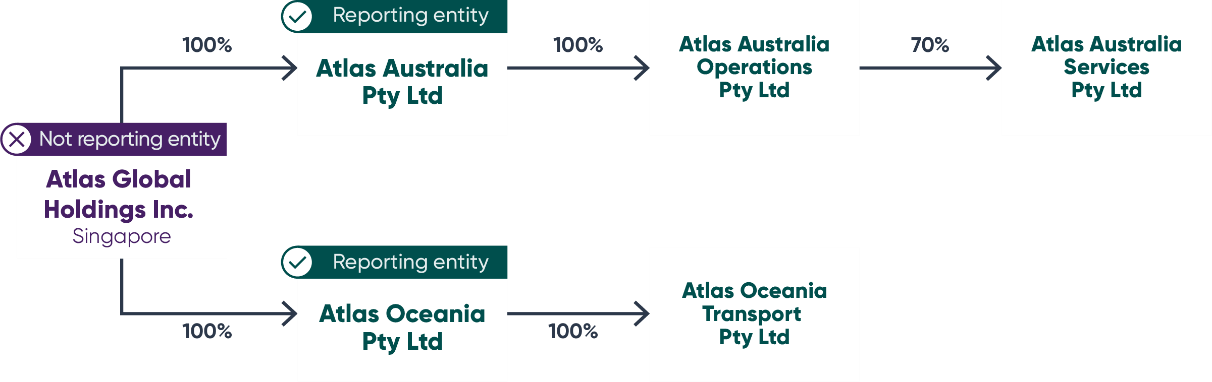 Reporting entity
100%
Atlas Australia
Pty Ltd
100%
Atlas Australia
Operations
Pty Ltd
70%
Atlas Australia
Services
Pty Ltd
Not reporting entity
Atlas Global
Holdings Inc.
Singapore
Reporting entity
100%
Atlas Oceania
Pty Ltd
100%
Atlas Oceania
Transport
Pty Ltd